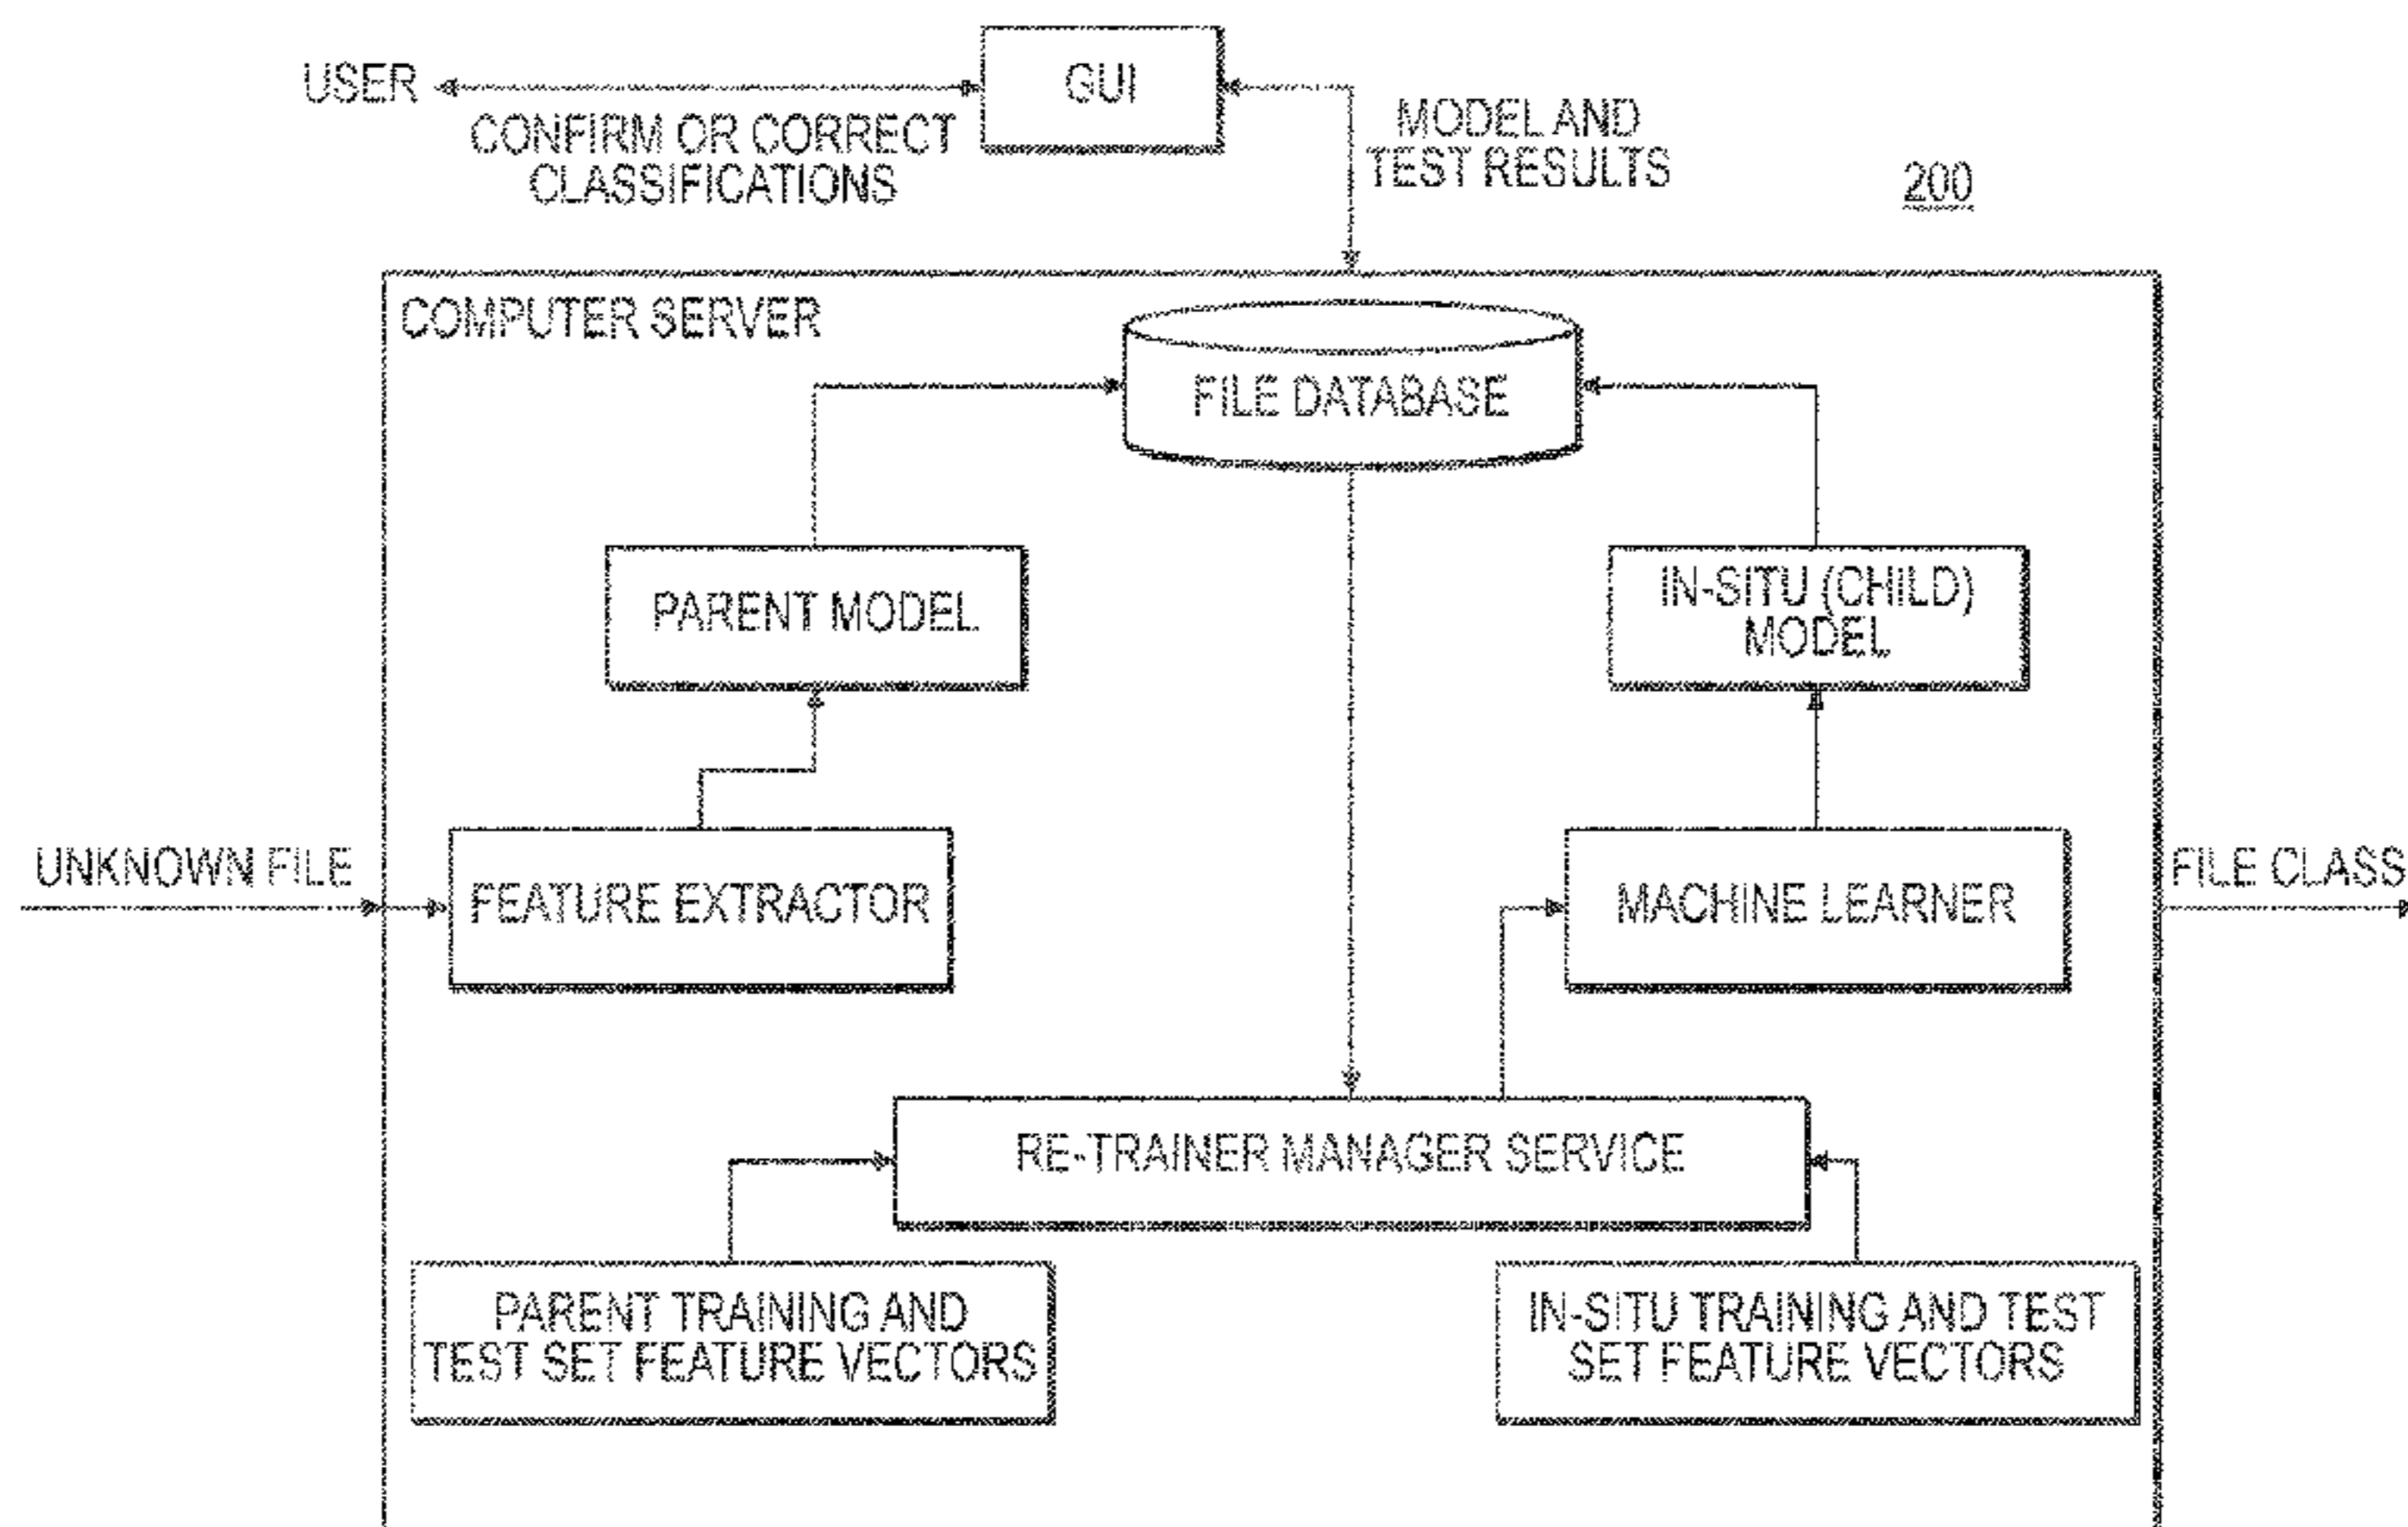 USER
GUI
CONFIRM OR CORRECT
CLASSIFICATIONS
MODEL AND
TEST RESULTS
200
COMPUTER SERVER
FILE DATABASE
PARENT MODEL
IN-SITU (CHILD)
MODEL
UNKNOWN FILE
FEATURE EXTRACTOR
MACHINE LEARNER
FILE CLASS
RE-TRAINER MANAGER SERVICE
PARENT TRAINING AND
TEST SET FEATURE VECTORS
IN-SITU TRAINING AND TEST
SET FEATURE VECTORS